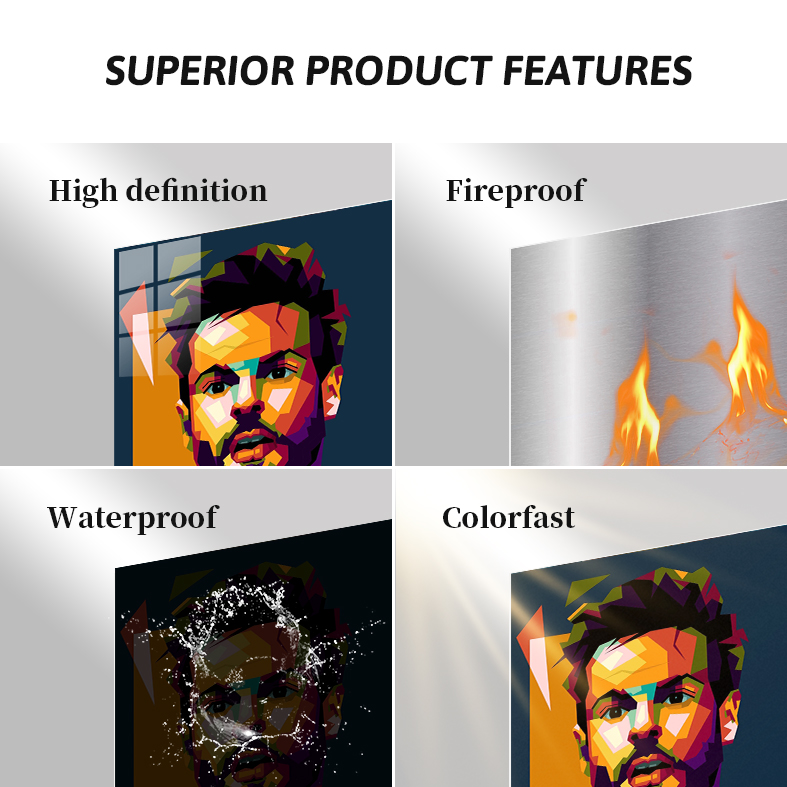 SUPERIOR PRODUCT FEATURES
High definition
Fireproof
Waterproof
Colorfast